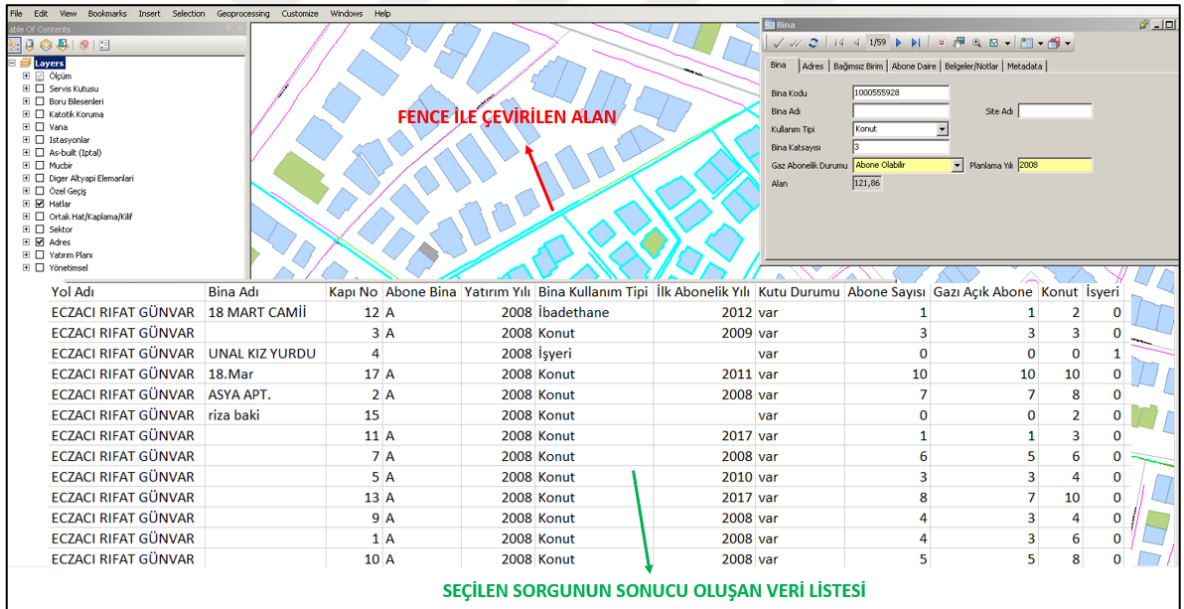 File Edit View Bookmarks Insert Selection Geoprocessing Customize Windows Help
able Of Contents
Layers
Ölçüm
Servis Kutusu
Boru Bilesenleri
Katotik Koruma
Vana
Istasyonlar
As-built (Iptal)
Mucbir
Diger Altyapi Elemanlari
Özel Geçiş
Hatlar
Ortak Hat/Kaplama/Kılıf
Sektor
Adres
Yatırım Planı
Yönetimsel
FENCE İLE ÇEVİRİLEN ALAN
Bina
1/59
Bina Adres Bağımsız Birim Abone Daire Belgeler/Notlar Metadata
Bina Kodu 1000555928
Bina Adı Site Adı
Kullanım Tipi Konut
Bina Katsayısı 3
Gaz Abonelik Durumu Abone Olabilir Planlama Yılı 2008
Alan 121,86
Yol Adı Bina Adı Kapı No Abone Bina Yatırım Yılı Bina Kullanım Tipi İlk Abonelik Yılı Kutu Durumu Abone Sayısı Gazı Açık Abone Konut İsyeri
ECZACI RIFAT GÜNVAR 18 MART CAMİİ 12 A 2008 İbadethane 2012 var 1 1 2 0
ECZACI RIFAT GÜNVAR 3 A 2008 Konut 2009 var 3 3 3 0
ECZACI RIFAT GÜNVAR UNAL KIZ YURDU 4 2008 İşyeri var 0 0 0 1
ECZACI RIFAT GÜNVAR 18.Mar 17 A 2008 Konut 2011 var 10 10 10 0
ECZACI RIFAT GÜNVAR ASYA APT. 2 A 2008 Konut 2008 var 7 7 8 0
ECZACI RIFAT GÜNVAR riza baki 15 2008 Konut var 0 0 2 0
ECZACI RIFAT GÜNVAR 11 A 2008 Konut 2017 var 1 1 3 0
ECZACI RIFAT GÜNVAR 7 A 2008 Konut 2008 var 6 5 6 0
ECZACI RIFAT GÜNVAR 5 A 2008 Konut 2010 var 3 3 4 0
ECZACI RIFAT GÜNVAR 13 A 2008 Konut 2017 var 8 7 10 0
ECZACI RIFAT GÜNVAR 9 A 2008 Konut 2008 var 4 3 4 0
ECZACI RIFAT GÜNVAR 1 A 2008 Konut 2008 var 4 3 6 0
ECZACI RIFAT GÜNVAR 10 A 2008 Konut 2008 var 5 5 8 0
SEÇİLEN SORGUNUN SONUCU OLUŞAN VERİ LİSTESİ